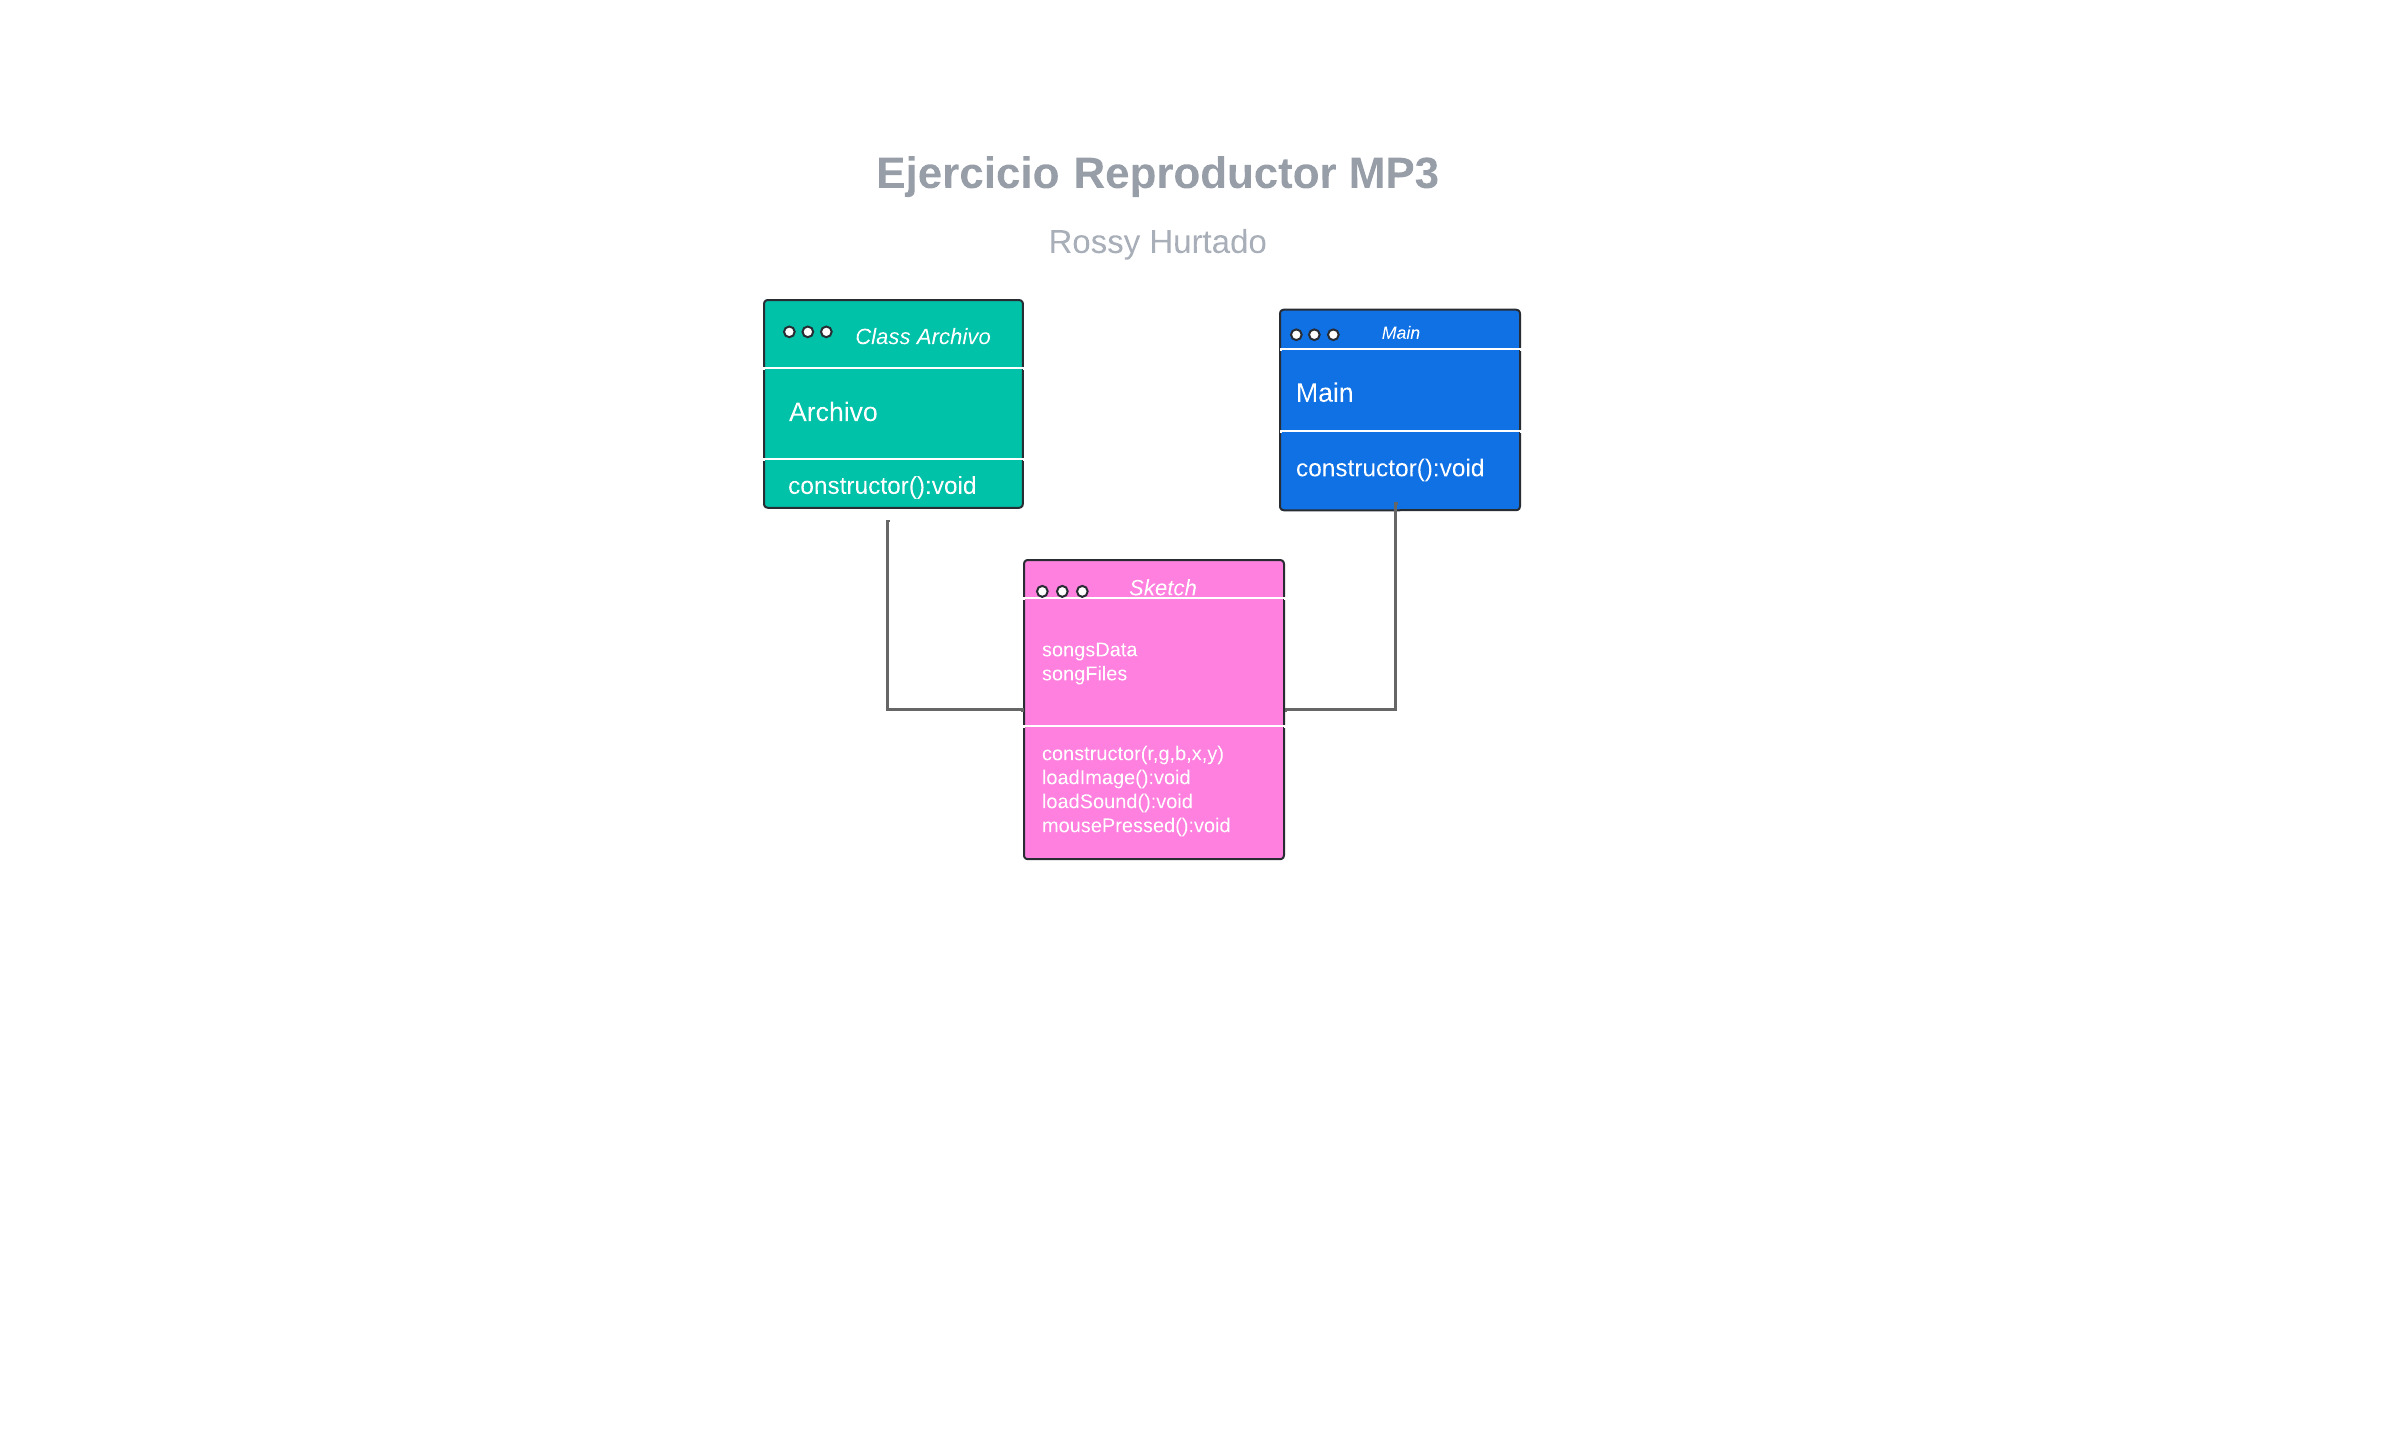 Ejercicio Reproductor MP3
Rossy Hurtado
Class Archivo
Archivo
constructor():void
Main
Main
constructor():void
Sketch
songsData
songFiles
constructor(r,g,b,x,y)
loadImage():void
loadSound():void
mousePressed():void